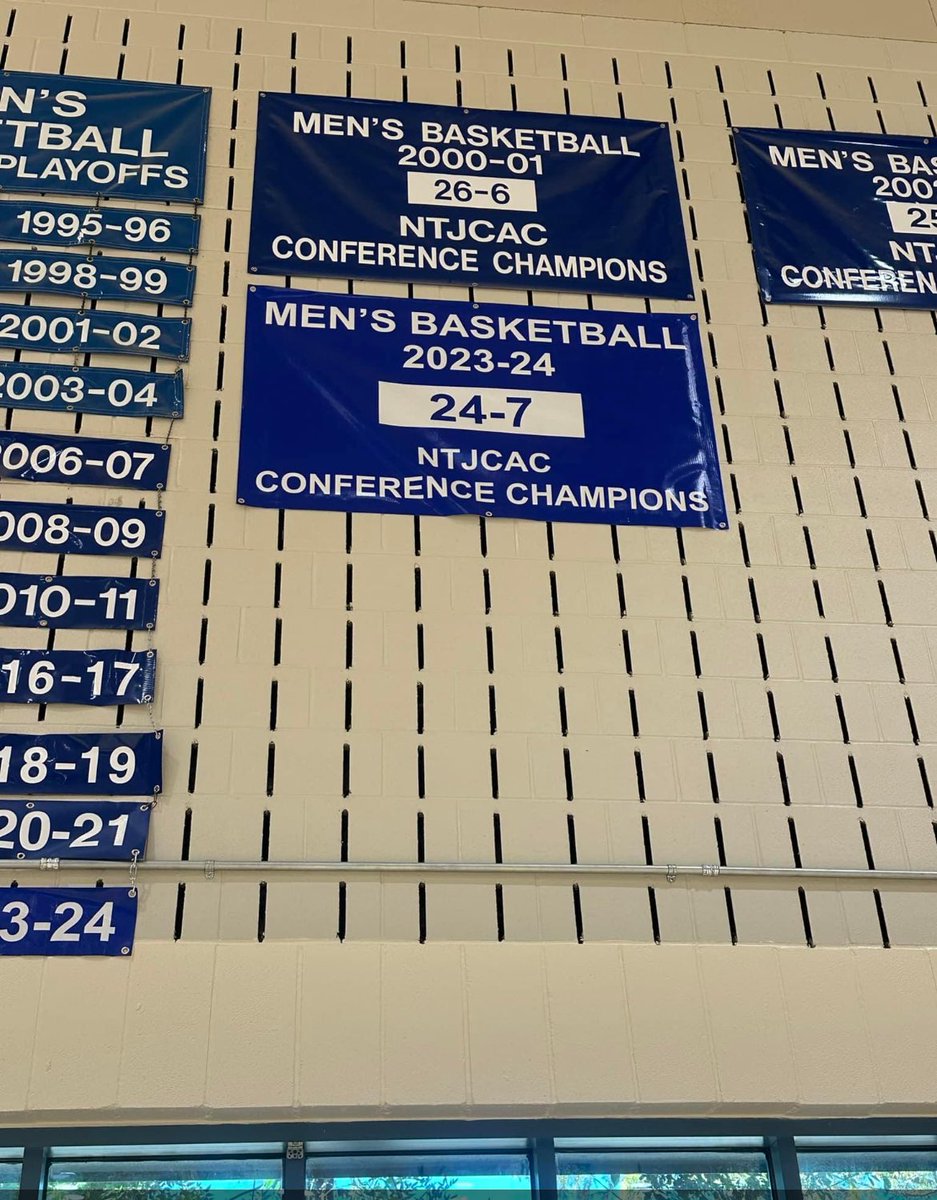 N'S
TBALL
PLAYOFFS
1995-96
1998-99
2001-02
2003-04
2006-07
008-09
010-11
16-17
18-19
20-21
3-24
MEN'S BASKETBALL
2000-01
26-6
NTJCAC
CONFERENCE CHAMPIONS
MEN'S BASKETBALL
2023-24
24-7
NTJCAC
CONFERENCE CHAMPIONS
MEN'S BAS
200
25
NTJ
CONFEREN